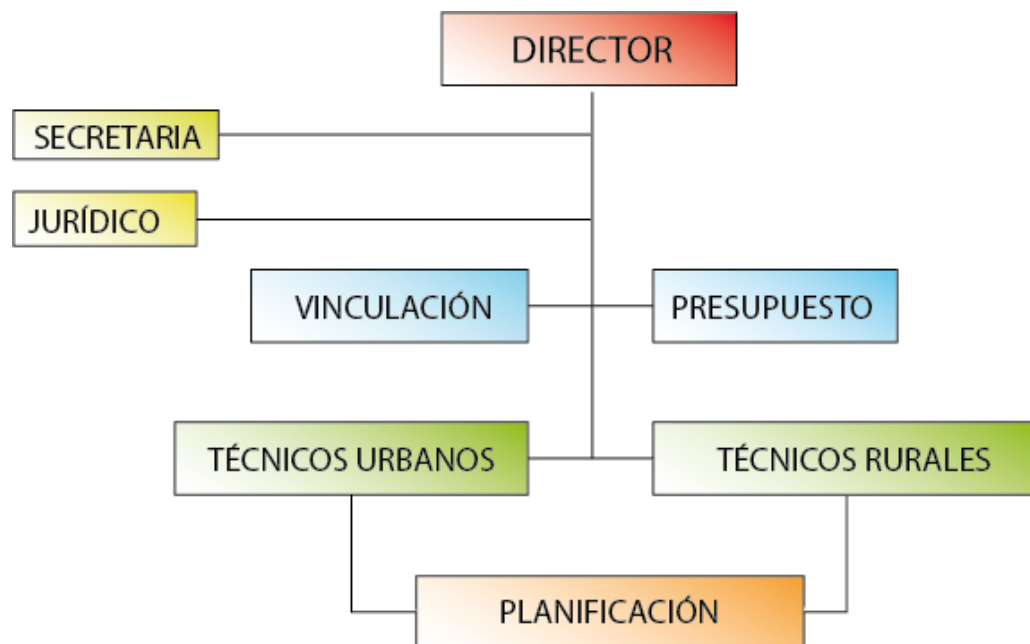 DIRECTOR
SECRETARIA
JURÍDICO
VINCULACIÓN
PRESUPUESTO
TÉCNICOS URBANOS
TÉCNICOS RURALES
PLANIFICACIÓN